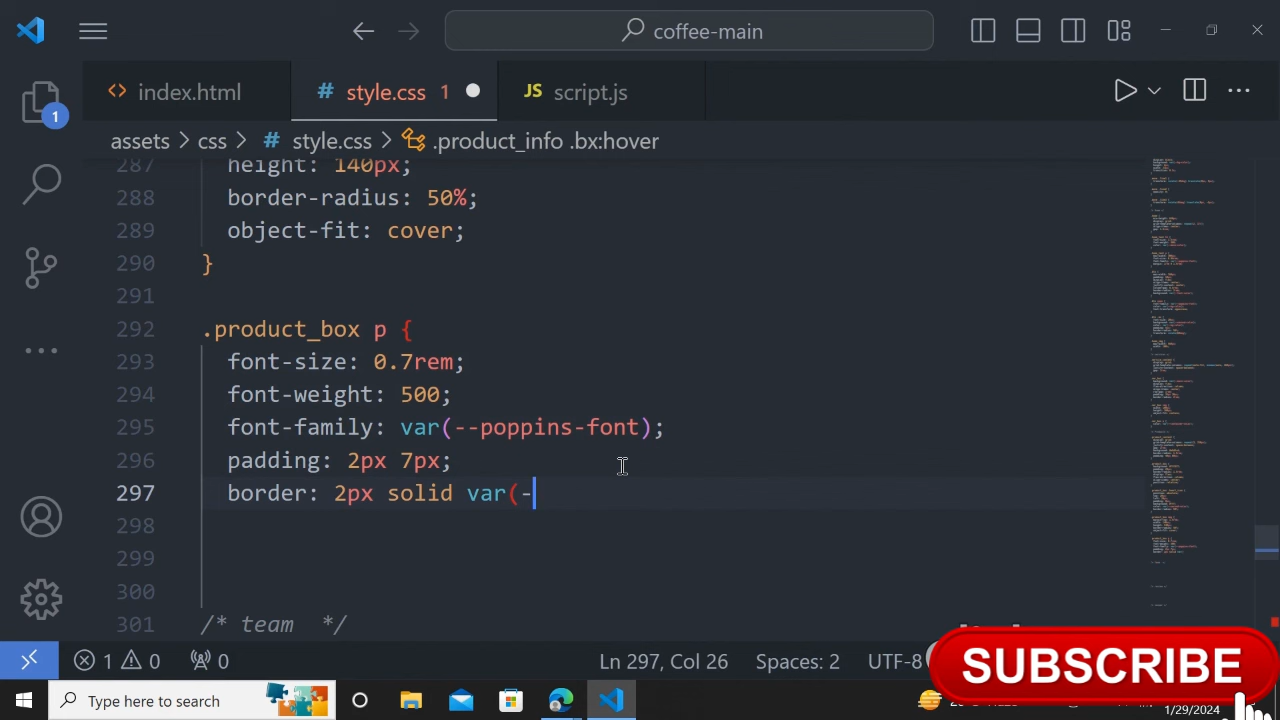 coffee-main
index.html
# style.css 1
JS script.js
assets > css > # style.css > .product_info .bx:hover
287 height: 140px;
288 border-radius: 50%;
289 object-fit: cover;
290 }
291
292 .product_box p {
293 font-size: 0.7rem;
294 font-weight: 500;
295 font-family: var( -poppins-font);
296 padding: 2px 7px;
297 border: 2px solid var(-
298
299
300
301 /* team */
1
0 0 0
Ln 297, Col 26 Spaces: 2 UTF-8
SUBSCRIBE
Type here to search
1/29/2024